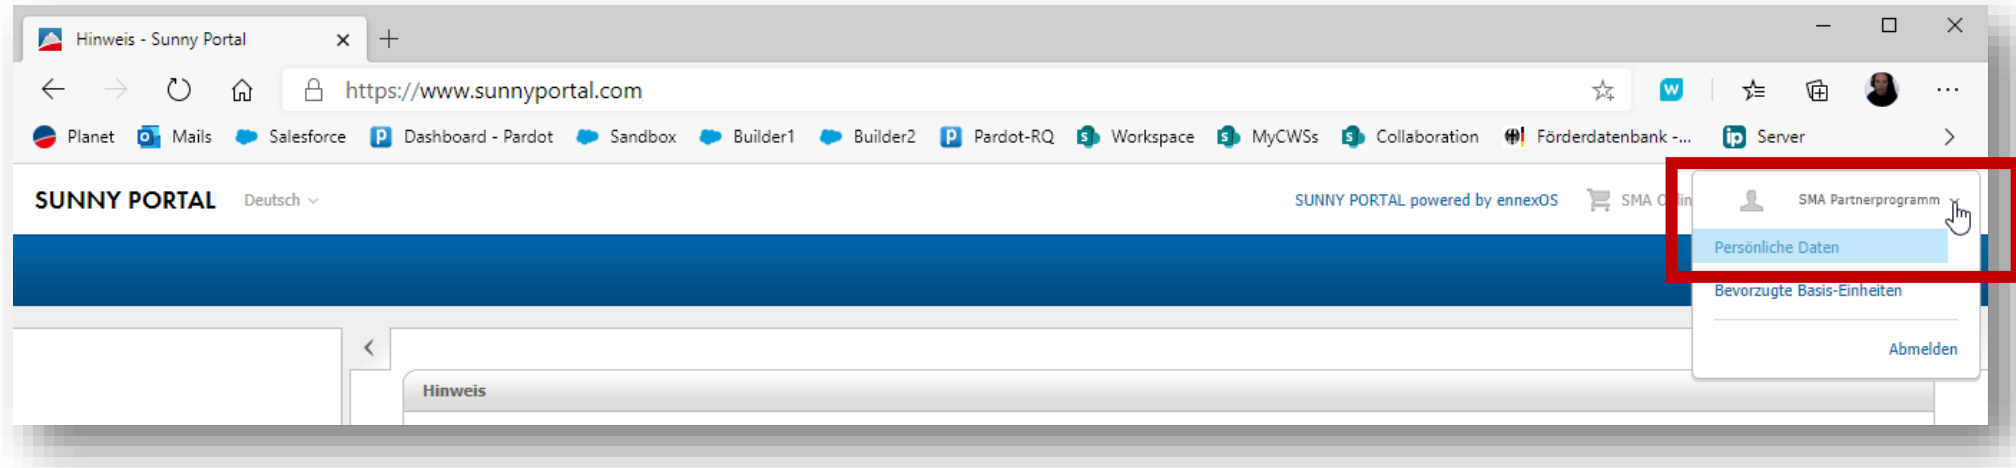 Hinweis - Sunny Portal
https://www.sunnyportal.com
Planet Mails Salesforce Dashboard - Pardot Sandbox Builder1 Builder2 Pardot-RQ Workspace MyCWSs Collaboration Förderdatenbank -... Server
SUNNY PORTAL Deutsch SUNNY PORTAL powered by ennexOS SMA Onlin SMA Partnerprogramm
Persönliche Daten
Bevorzugte Basis-Einheiten
Abmelden
Hinweis